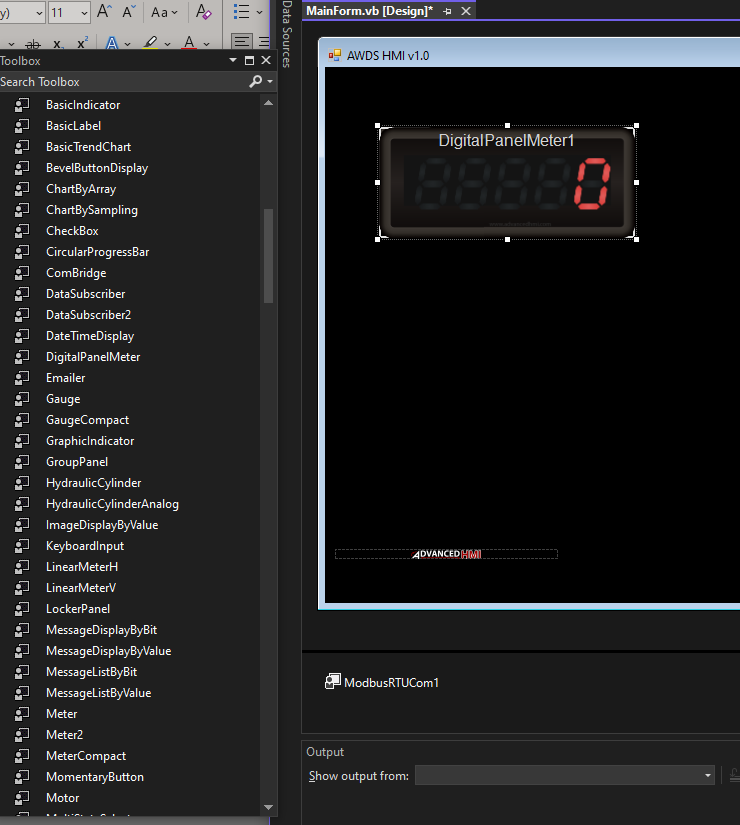 y)
11
Aa
ab
x
x²
A
A
Toolbox
Search Toolbox
BasicIndicator
BasicLabel
BasicTrendChart
BevelButtonDisplay
ChartByArray
ChartBySampling
CheckBox
CircularProgressBar
ComBridge
DataSubscriber
DataSubscriber2
DateTimeDisplay
DigitalPanelMeter
Emailer
Gauge
GaugeCompact
GraphicIndicator
GroupPanel
HydraulicCylinder
HydraulicCylinderAnalog
ImageDisplayByValue
KeyboardInput
LinearMeterH
LinearMeterV
LockerPanel
MessageDisplayByBit
MessageDisplayByValue
MessageListByBit
MessageListByValue
Meter
Meter2
MeterCompact
MomentaryButton
Motor
Data Sources
MainForm.vb [Design]*
AWDS HMI v1.0
DigitalPanelMeter1
0
ADVANCEDHMI
ModbusRTUCom1
Output
Show output from: